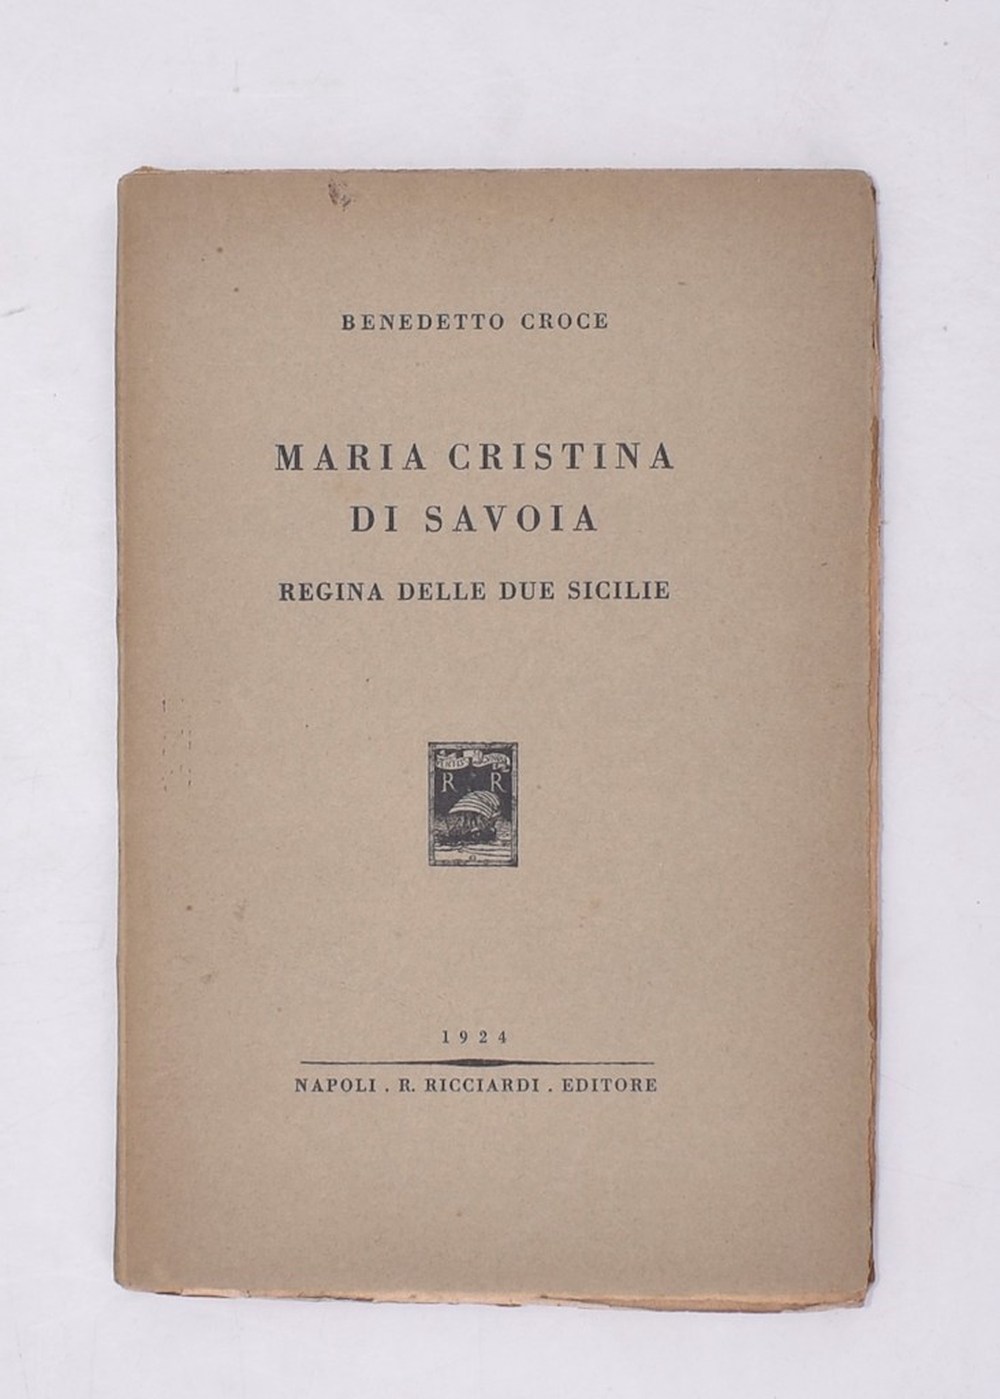 BENEDETTO CROCE
MARIA CRISTINA
DI SAVOIA
REGINA DELLE DUE SICILIE
R R
1924
NAPOLI . R. RICCIARDI . EDITORE